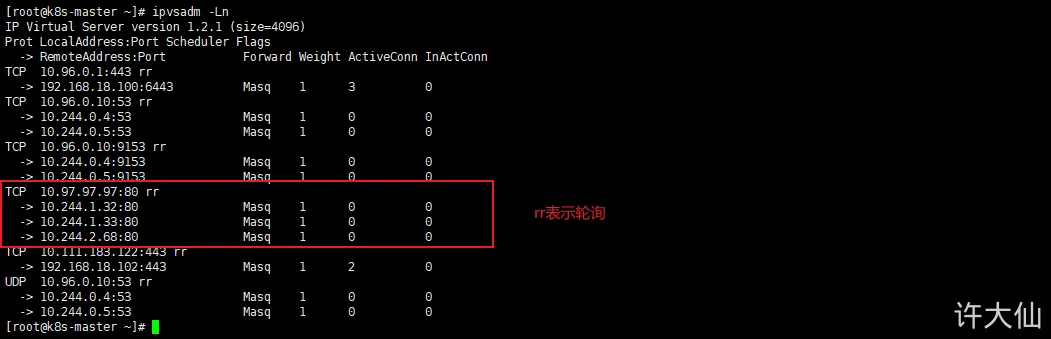 [root@k8s-master ~]# ipvsadm -Ln
IP Virtual Server version 1.2.1 (size=4096)
Prot LocalAddress:Port Scheduler Flags
  -> RemoteAddress:Port           Forward Weight ActiveConn InActConn
TCP  10.96.0.1:443 rr
  -> 192.168.18.100:6443          Masq    1      3          0
TCP  10.96.0.10:53 rr
  -> 10.244.0.4:53                Masq    1      0          0
  -> 10.244.0.5:53                Masq    1      0          0
TCP  10.96.0.10:9153 rr
  -> 10.244.0.4:9153              Masq    1      0          0
  -> 10.244.0.5:9153              Masq    1      0          0
TCP  10.97.97.97:80 rr
  -> 10.244.1.32:80               Masq    1      0          0
  -> 10.244.1.33:80               Masq    1      0          0
  -> 10.244.2.68:80               Masq    1      0          0
rr表示轮询
TCP  10.111.183.122:443 rr
  -> 192.168.18.102:443           Masq    1      2          0
UDP  10.96.0.10:53 rr
  -> 10.244.0.4:53                Masq    1      0          0
  -> 10.244.0.5:53                Masq    1      0          0
[root@k8s-master ~]#
许大仙